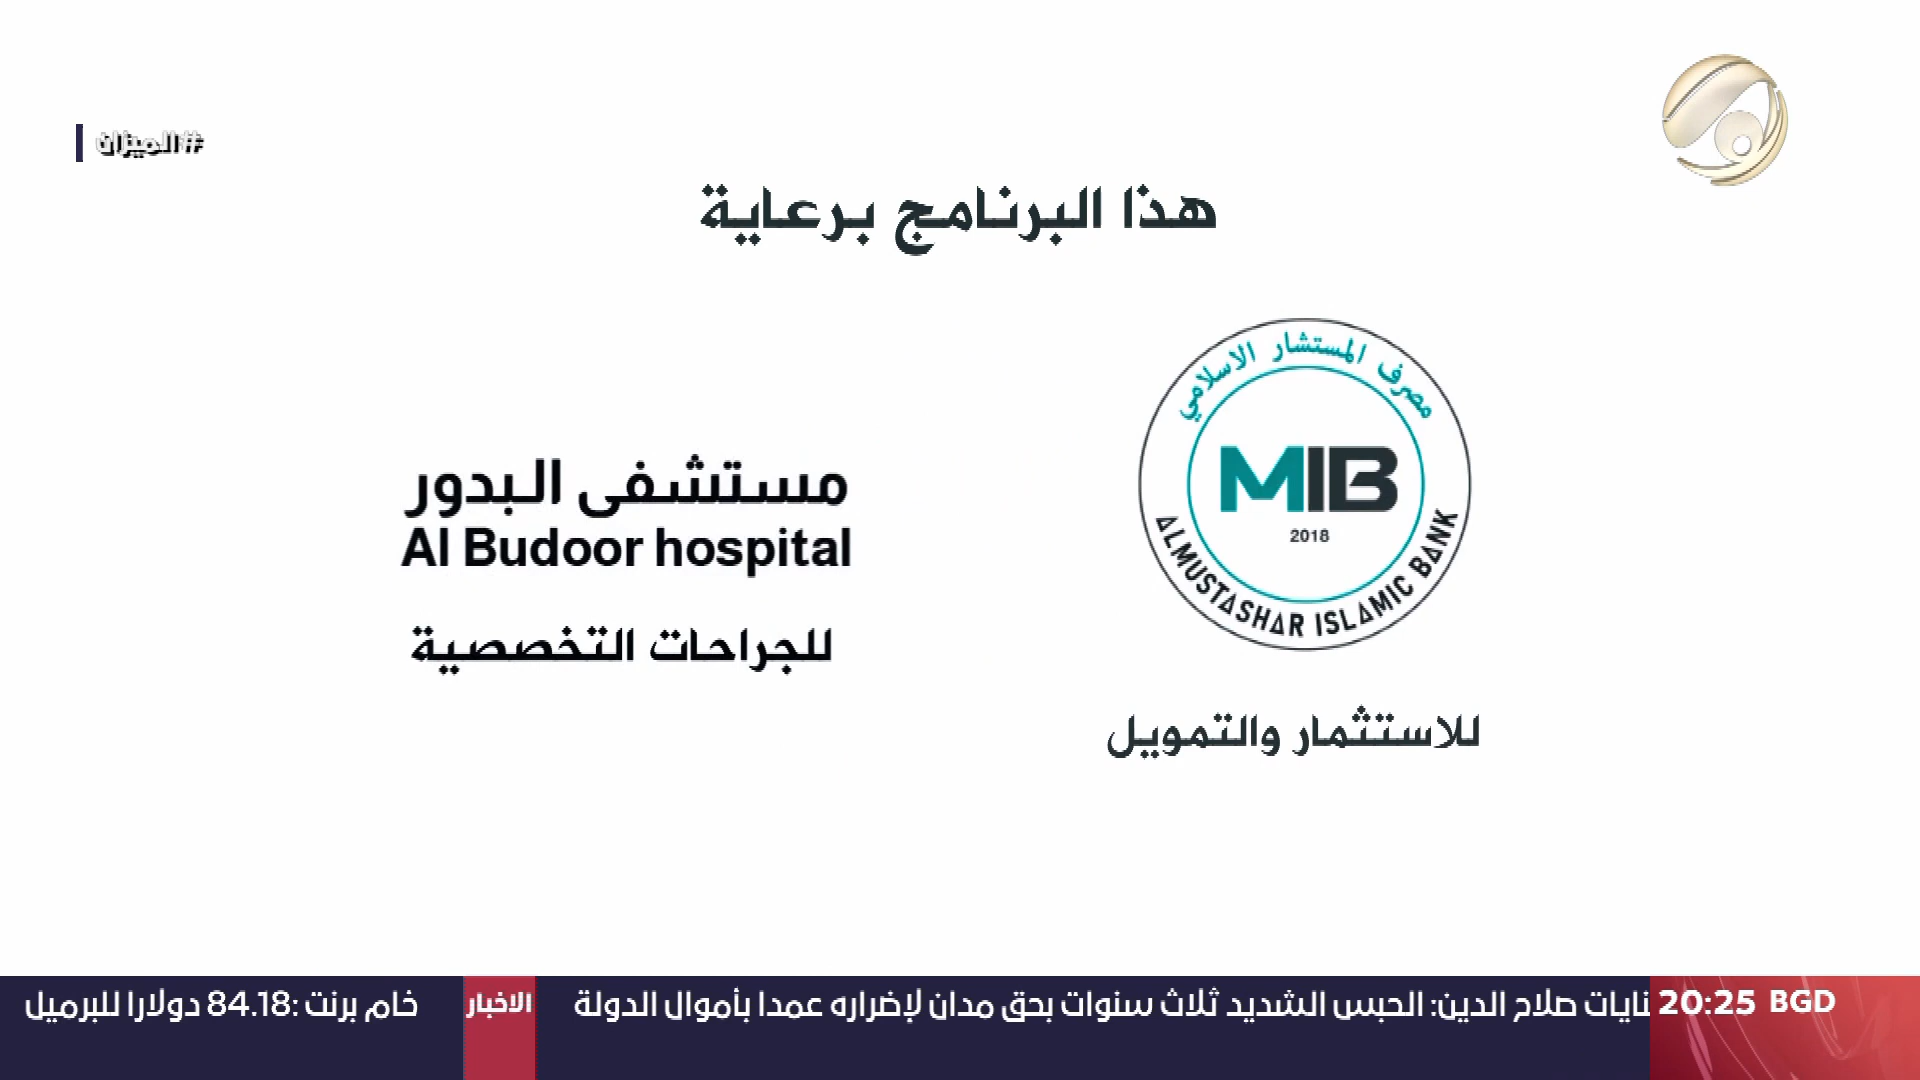 #الميزان
هذا البرنامج برعاية
مصرف المستشار الاسلامي
MIB
2018
ALMUSTASHAR ISLAMIC BANK
للاستثمار والتمويل
مستشفى البدور
Al Budoor hospital
للجراحات التخصصية
20:25 BGD
نايات صلاح الدين: الحبس الشديد ثلاث سنوات بحق مدان لإضراره عمدا بأموال الدولة
الاخبار
خام برنت :84.18 دولارا للبرميل